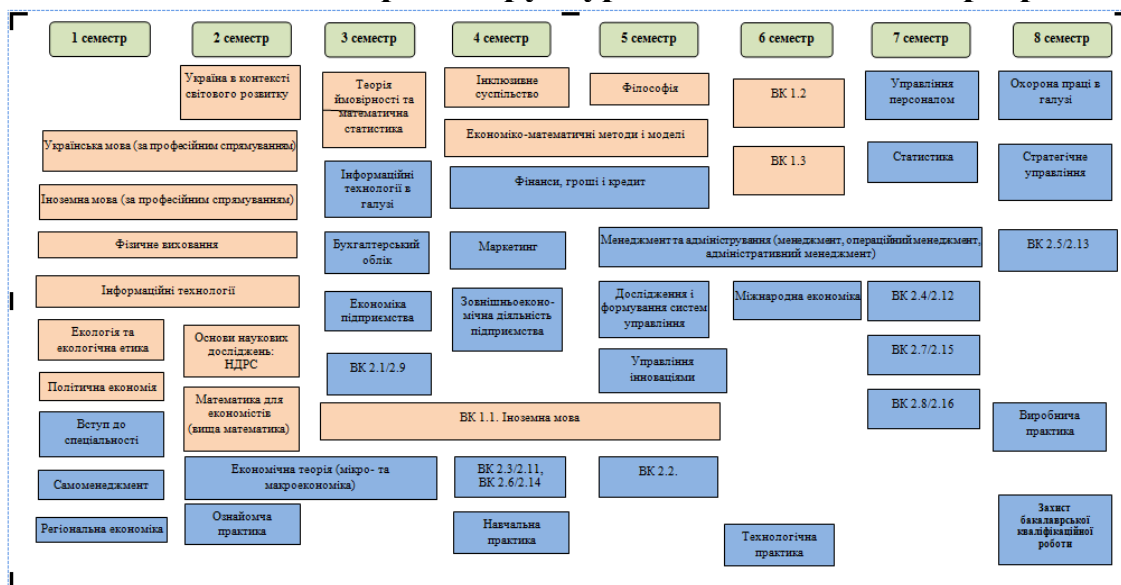 1 семестр
2 семестр
3 семестр
4 семестр
5 семестр
6 семестр
7 семестр
8 семестр
Україна в контексті
світового розвитку
Теорія
ймовірності та
математична
статистика
Інклюзивне
суспільство
Філософія
ВК 1.2
Управління
персоналом
Охорона праці в
галузі
Українська мова (за професійним спрямуванням)
Економіко-математичні методи і моделі
ВК 1.3
Статистика
Стратегічне
управління
Іноземна мова (за професійним спрямуванням)
Інформаційні
технології в
галузі
Фінанси, гроші і кредит
Фізичне виховання
Бухгалтерський
облік
Маркетинг
Менеджмент та адміністрування (менеджмент, операційний менеджмент,
адміністративний менеджмент)
ВК 2.5/2.13
Інформаційні технології
Економіка
підприємства
Зовнішньоеконо-
мічна діяльність
підприємства
Дослідження і
формування систем
управління
Міжнародна економіка
ВК 2.4/2.12
Екологія та
екологічна етика
Основи наукових
досліджень:
НДРС
ВК 2.1/2.9
Управління
інноваціями
ВК 2.7/2.15
Політична економія
Математика для
економістів
(вища математика)
ВК 1.1. Іноземна мова
ВК 2.8/2.16
Вступ до
спеціальності
Виробнича
практика
Самоменеджмент
Економічна теорія (мікро- та
макроекономіка)
ВК 2.3/2.11,
ВК 2.6/2.14
ВК 2.2.
Регіональна економіка
Ознайомча
практика
Навчальна
практика
Технологічна
практика
Захист
бакалаврської
кваліфікаційної
роботи